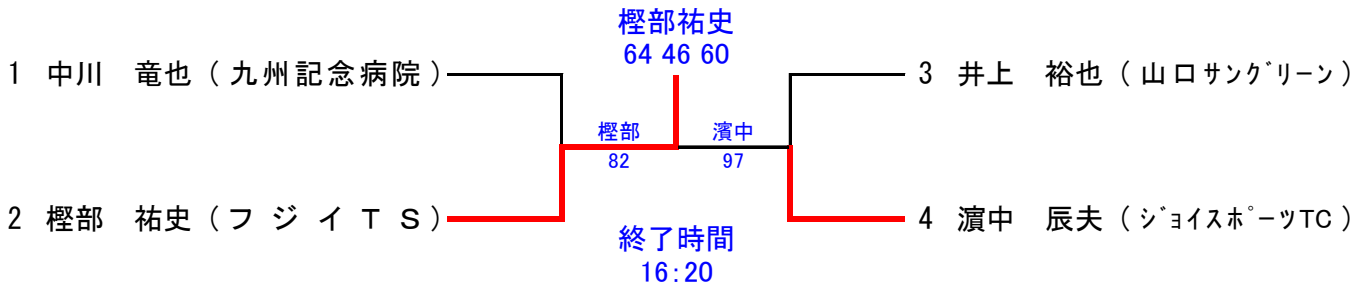 樫部祐史
64 46 60
1 中川 竜也 ( 九州記念病院 )
3 井上 裕也 ( 山口サングリーン )
樫部
82
濱中
97
2 樫部 祐史 ( フジイTS )
4 濵中 辰夫 ( ジョイスポーツTC )
終了時間
16:20